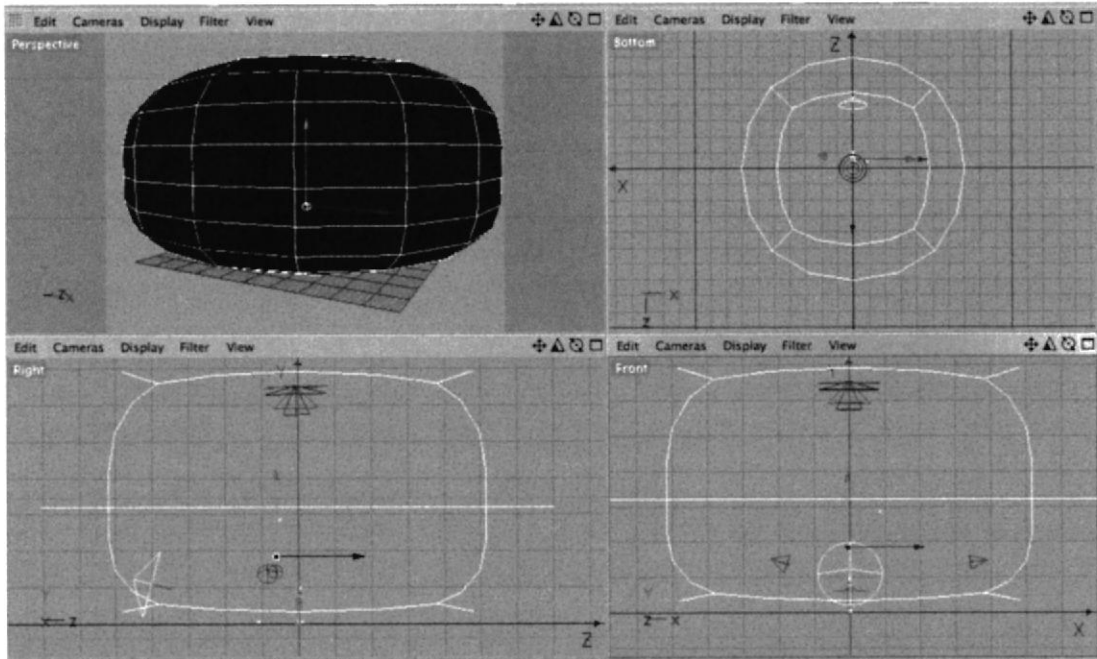 Edit Cameras Display Filter View
Perspective
Z X
Edit Cameras Display Filter View
Bottom
Z
X
X
Z
Edit Cameras Display Filter View
Right
Y
Y
X Z
Z
Edit Cameras Display Filter View
Front
Y
Y
Z X
X